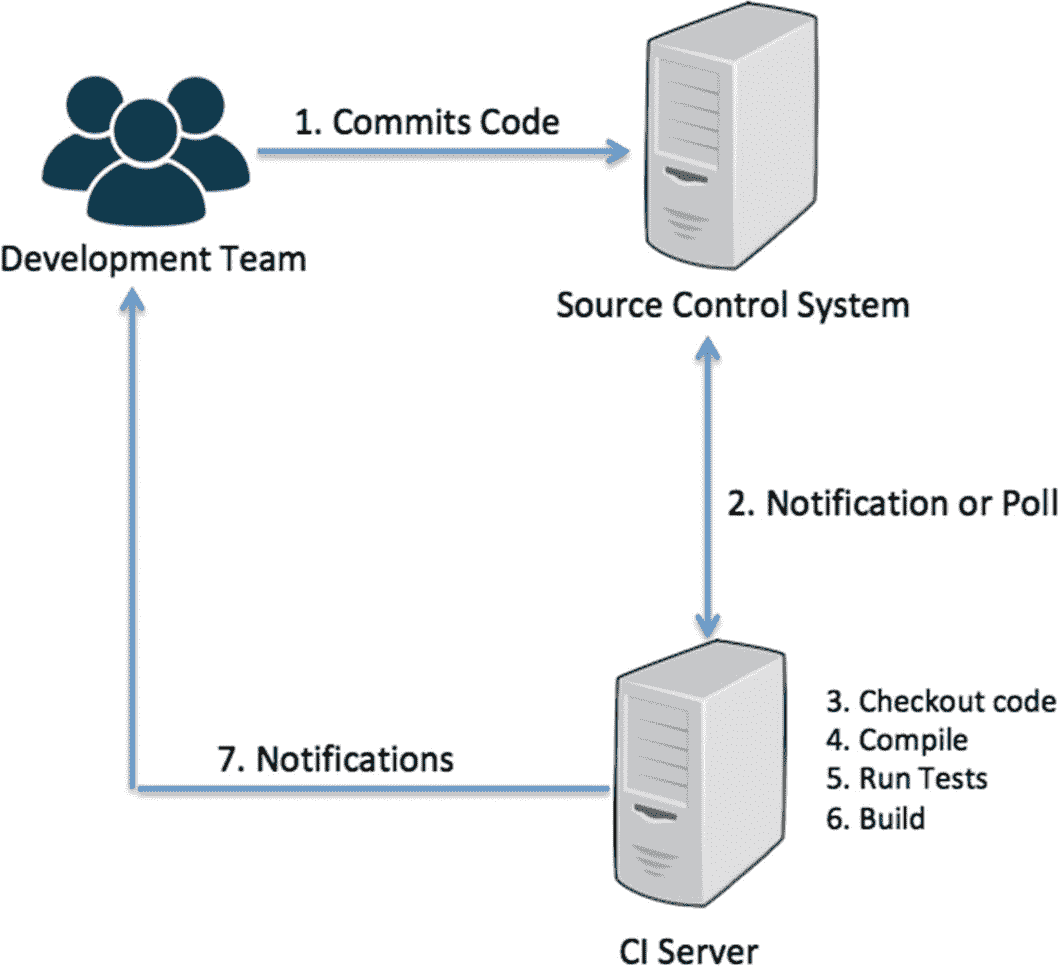 1. Commits Code
Development Team
Source Control System
2. Notification or Poll
3. Checkout code
4. Compile
5. Run Tests
6. Build
7. Notifications
CI Server